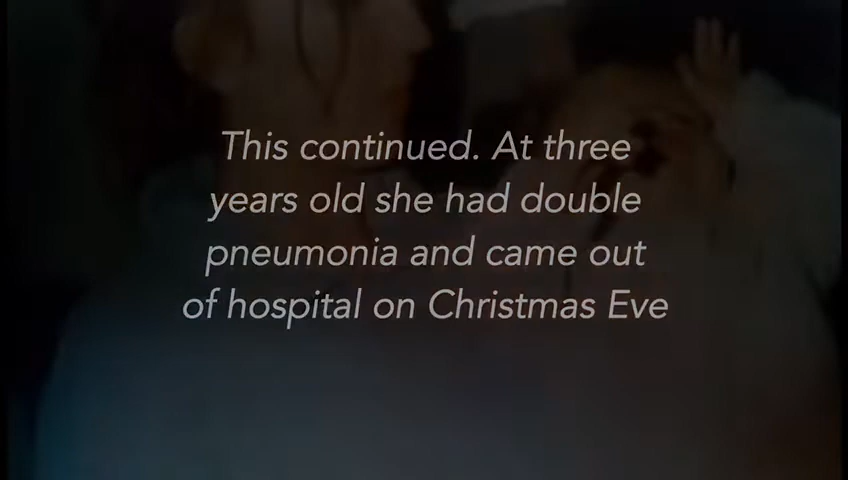 This continued. At three
years old she had double
pneumonia and came out
of hospital on Christmas Eve